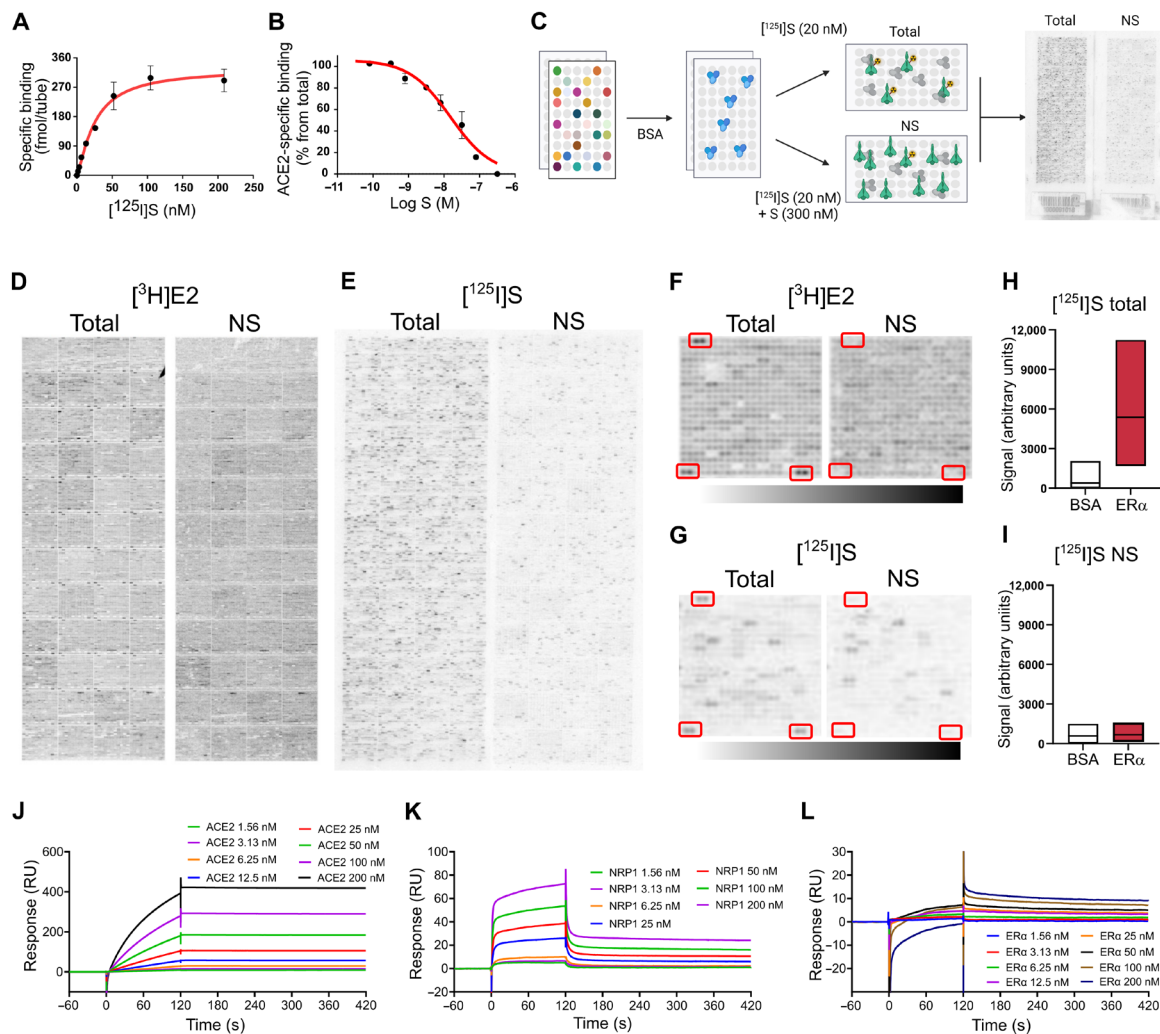 A
Specific binding
(fmol/tube)
360
270
180
90
0
0 50 100 150 200 250
[125I]S (nM)
B
ACE2-specific binding
(% from total)
120
100
80
60
40
20
0
−11 −10 −9 −8 −7 −6
Log S (M)
C
BSA
[125I]S (20 nM)
Total
NS
[125I]S (20 nM)
+ S (300 nM)
Total NS
D
[3H]E2
Total NS
E
[125I]S
Total NS
F
[3H]E2
Total NS
G
[125I]S
Total NS
H
[125I]S total
Signal (arbitrary units)
12,000
9000
6000
3000
0
BSA ERα
I
[125I]S NS
Signal (arbitrary uniits)
12,000
9000
6000
3000
0
BSA ERα
J
Response (RU)
600
400
200
0
ACE2 1.56 nM ACE2 25 nM
ACE2 3.13 nM ACE2 50 nM
ACE2 6.25 nM ACE2 100 nM
ACE2 12.5 nM ACE2 200 nM
−60 0 60 120 180 240 300 360 420
Time (s)
K
Response (RU)
100
80
60
40
20
0
−20
NRP1 1.56 nM NRP1 50 nM
NRP1 3.13 nM NRP1 100 nM
NRP1 6.25 nM NRP1 200 nM
NRP1 25 nM
−60 0 60 120 180 240 300 360 420
Time (s)
L
Response (RU)
30
20
10
0
−10
−20
ERα 1.56 nM ERα 25 nM
ERα 3.13 nM ERα 50 nM
ERα 6.25 nM ERα 100 nM
ERα 12.5 nM ERα 200 nM
−60 0 60 120 180 240 300 360 420
Time (s)